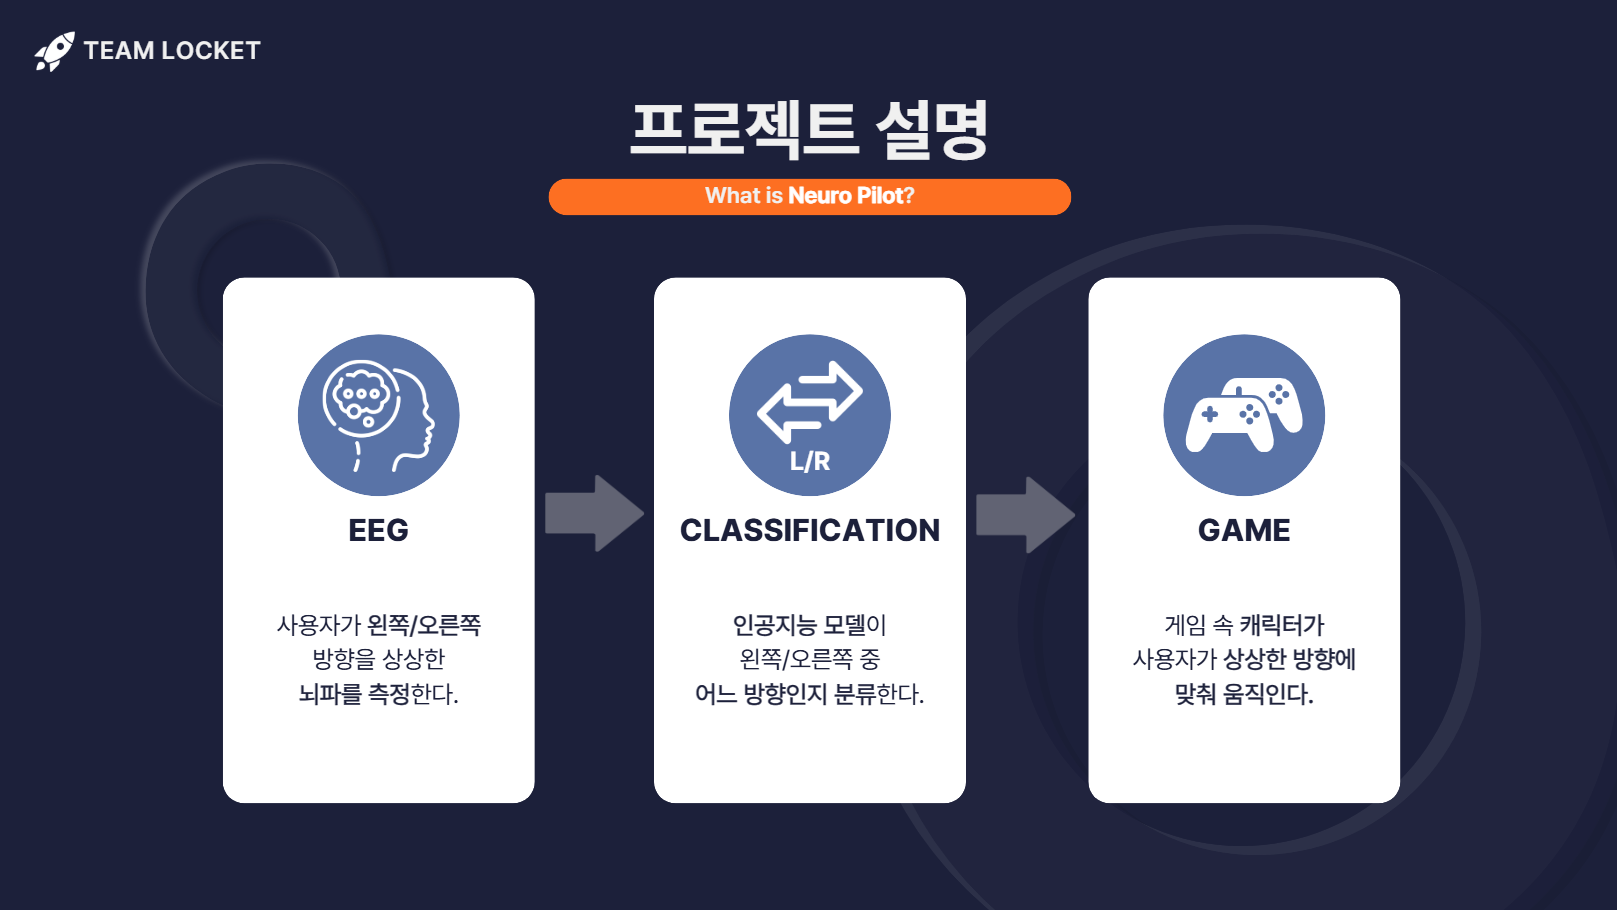 TEAM LOCKET
프로젝트 설명
What is Neuro Pilot?
EEG
사용자가 왼쪽/오른쪽
방향을 상상한
뇌파를 측정한다.
L/R
CLASSIFICATION
인공지능 모델이
왼쪽/오른쪽 중
어느 방향인지 분류한다.
GAME
게임 속 캐릭터가
사용자가 상상한 방향에
맞춰 움직인다.